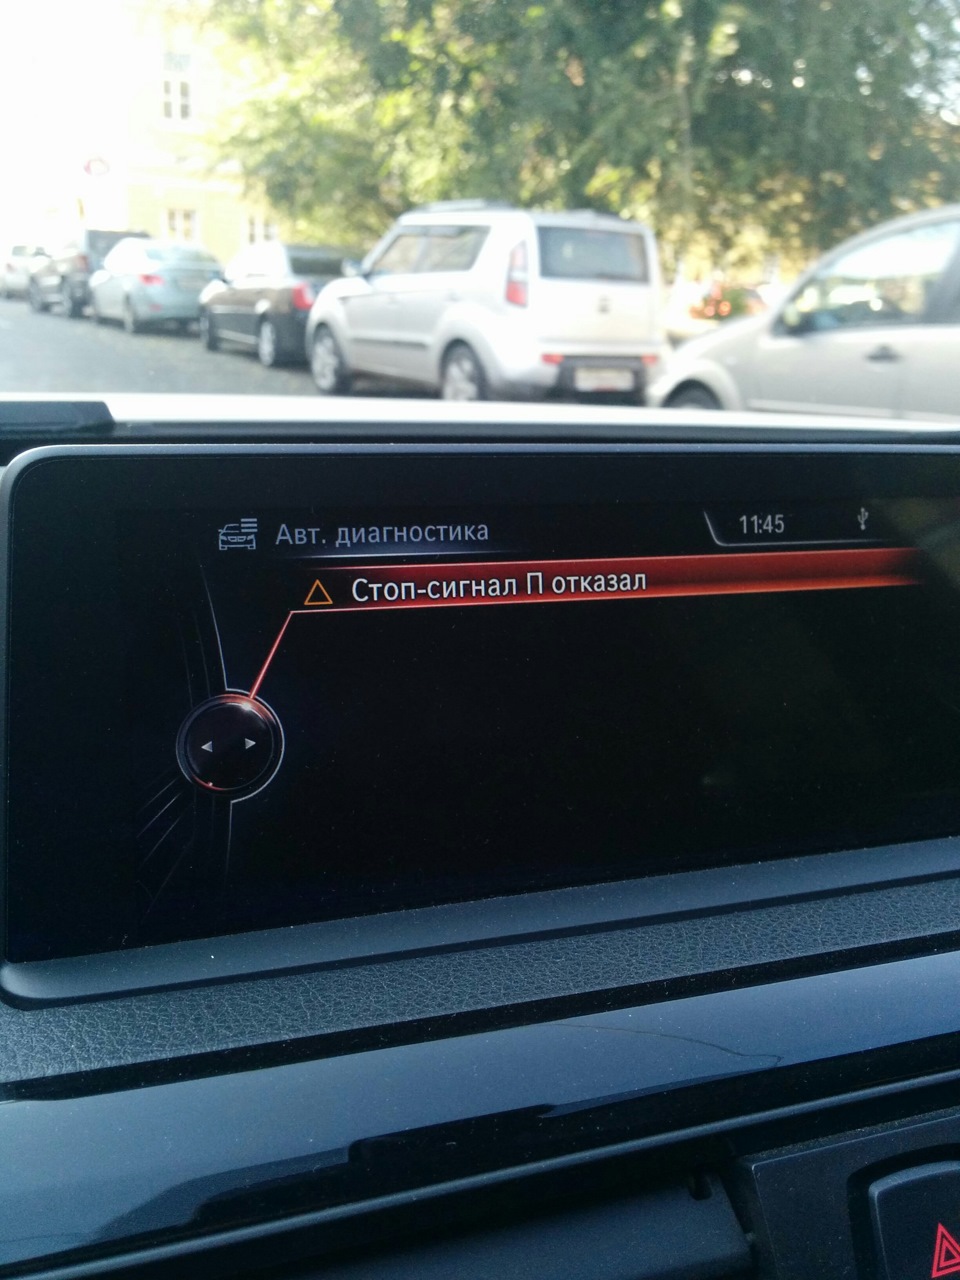 Авт. диагностика
11:45
Стоп-сигнал П отказал